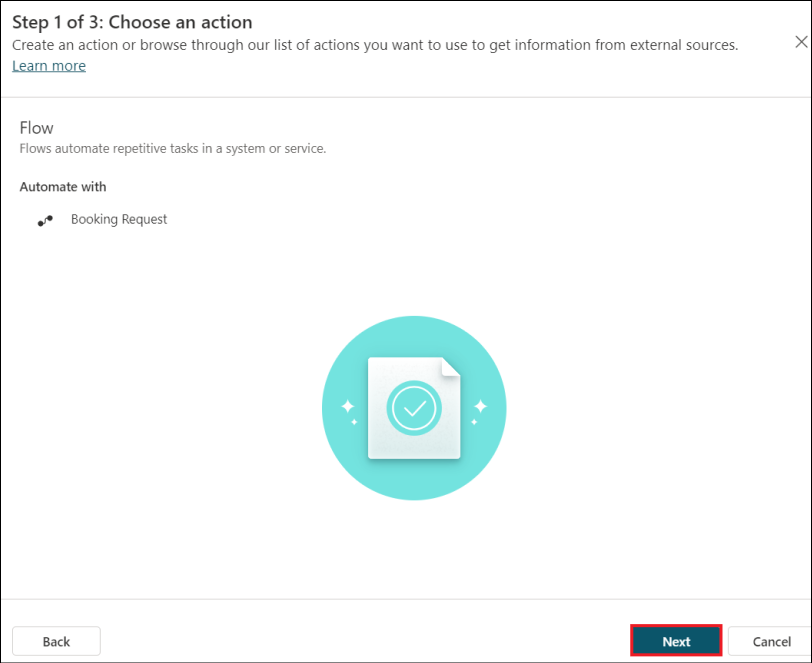 Step 1 of 3: Choose an action
Create an action or browse through our list of actions you want to use to get information from external sources.
Learn more
Flow
Flows automate repetitive tasks in a system or service.
Automate with
Booking Request
Back
Next
Cancel